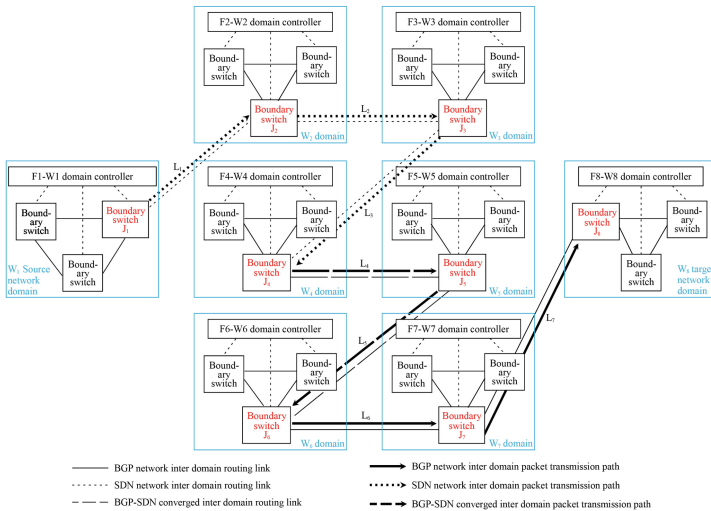 F2-W2 domain controller
Bound-
ary
switch
Bound-
ary
switch
Boundary
switch
J2
W2 domain
F3-W3 domain controller
Bound-
ary
switch
Bound-
ary
switch
Boundary
switch
J3
W3 domain
L1
L2
F1-W1 domain controller
Bound-
ary
switch
Boundary
switch
J1
Bound-
ary
switch
W1 Source
network
domain
F4-W4 domain controller
Bound-
ary
switch
Bound-
ary
switch
Boundary
switch
J4
W4 domain
L3
L4
F5-W5 domain controller
Bound-
ary
switch
Bound-
ary
switch
Boundary
switch
J5
W5 domain
F8-W8 domain controller
Boundary
switch
J8
Bound-
ary
switch
Bound-
ary
switch
W8 target
network
domain
F6-W6 domain controller
Bound-
ary
switch
Bound-
ary
switch
Boundary
switch
J6
W6 domain
L5
L6
F7-W7 domain controller
Bound-
ary
switch
Bound-
ary
switch
Boundary
switch
J7
W7 domain
L7
BGP network inter domain routing link
SDN network inter domain routing link
BGP-SDN converged inter domain routing link
BGP network inter domain packet transmission path
SDN network inter domain packet transmission path
BGP-SDN converged inter domain packet transmission path